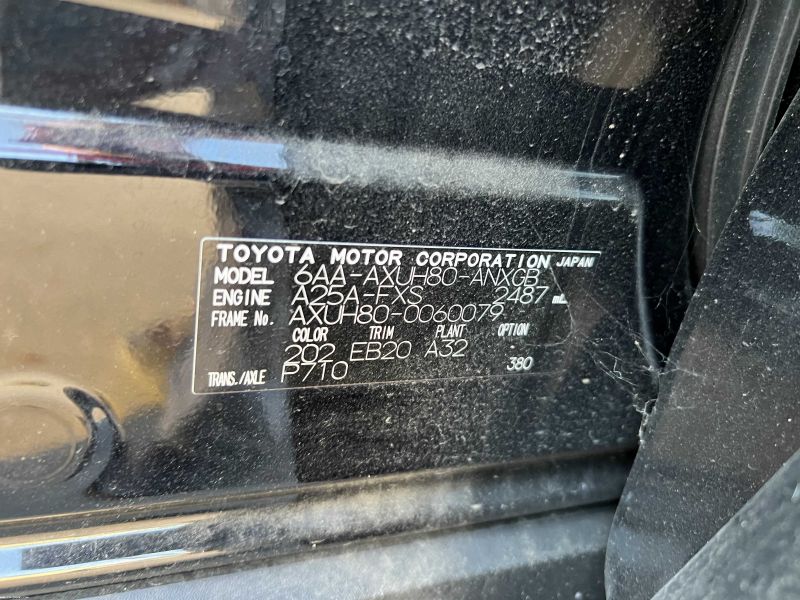 TOYOTA MOTOR CORPORATION JAPAN
MODEL 6AA-AXUH80-ANXGB
ENGINE A25A-FXS 2487 mL
FRAME No. AXUH80-0060079
COLOR TRIM PLANT OPTION
202 EB20 A32
TRANS./AXLE P710 380